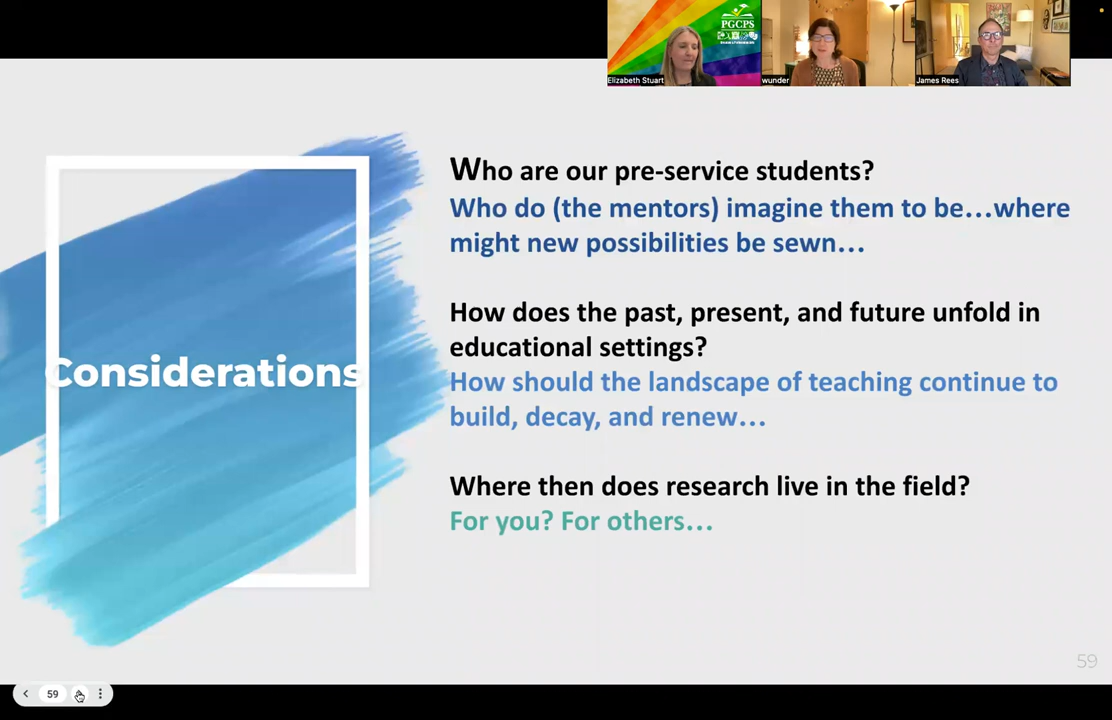 PGCPS
Elizabeth Stuart
wunder
James Rees
Who are our pre-service students?
Who do (the mentors) imagine them to be...where
might new possibilities be sewn...
How does the past, present, and future unfold in
educational settings?
How should the landscape of teaching continue to
build, decay, and renew...
Considerations
Where then does research live in the field?
For you? For others...
59
59